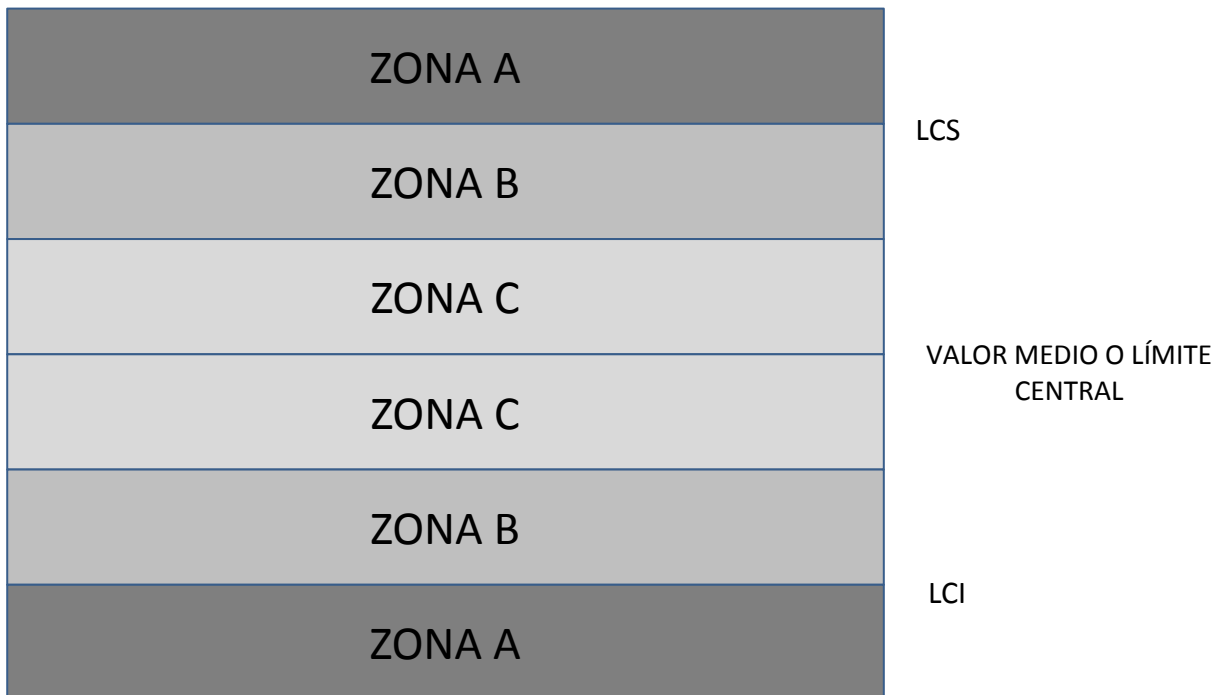 ZONA A
LCS
ZONA B
ZONA C
VALOR MEDIO O LÍMITE
CENTRAL
ZONA C
ZONA B
LCI
ZONA A